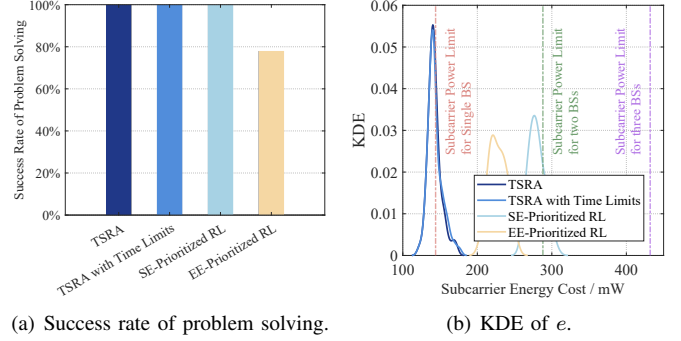 100%
80%
60%
40%
20%
0%
Success Rate of Problem Solving
TSRA
TSRA with Time Limits
SE-Prioritized RL
EE-Prioritized RL
(a) Success rate of problem solving.
0.06
0.05
0.04
0.03
0.02
0.01
0
KDE
Subcarrier Power Limit
for Single BS
Subcarrier Power Limit
for two BSs
Subcarrier Power Limit
for three BSs
TSRA
TSRA with Time Limits
SE-Prioritized RL
EE-Prioritized RL
100
200
300
400
Subcarrier Energy Cost / mW
(b) KDE of e.